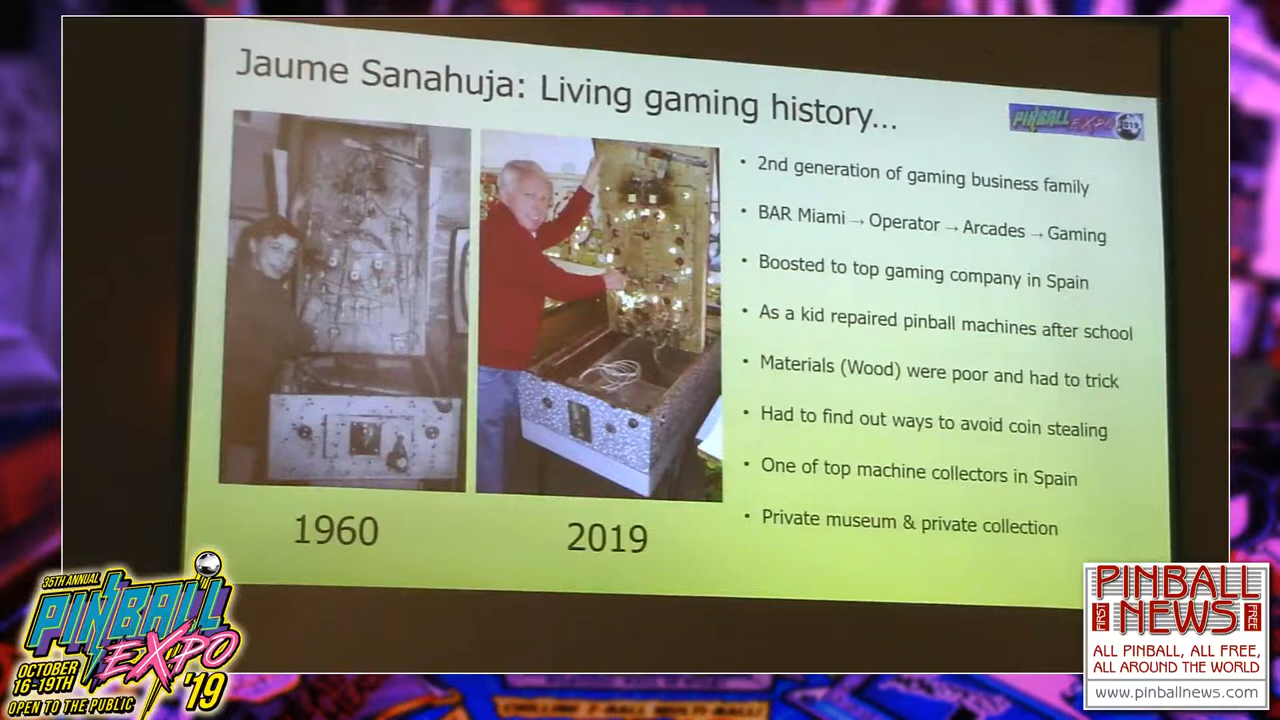 Jaume Sanahuja: Living gaming history...
PINBALL EXPO 2019
• 2nd generation of gaming business family
• BAR Miami → Operator → Arcades → Gaming
• Boosted to top gaming company in Spain
• As a kid repaired pinball machines after school
• Materials (Wood) were poor and had to trick
• Had to find out ways to avoid coin stealing
• One of top machine collectors in Spain
• Private museum & private collection
1960
2019
35TH ANNUAL
PINBALL
EXPO
OCTOBER
16-19TH
'19
OPEN TO THE PUBLIC
PINBALL
FIRST
NEWS
FREE
ALL PINBALL, ALL FREE,
ALL AROUND THE WORLD
www.pinballnews.com